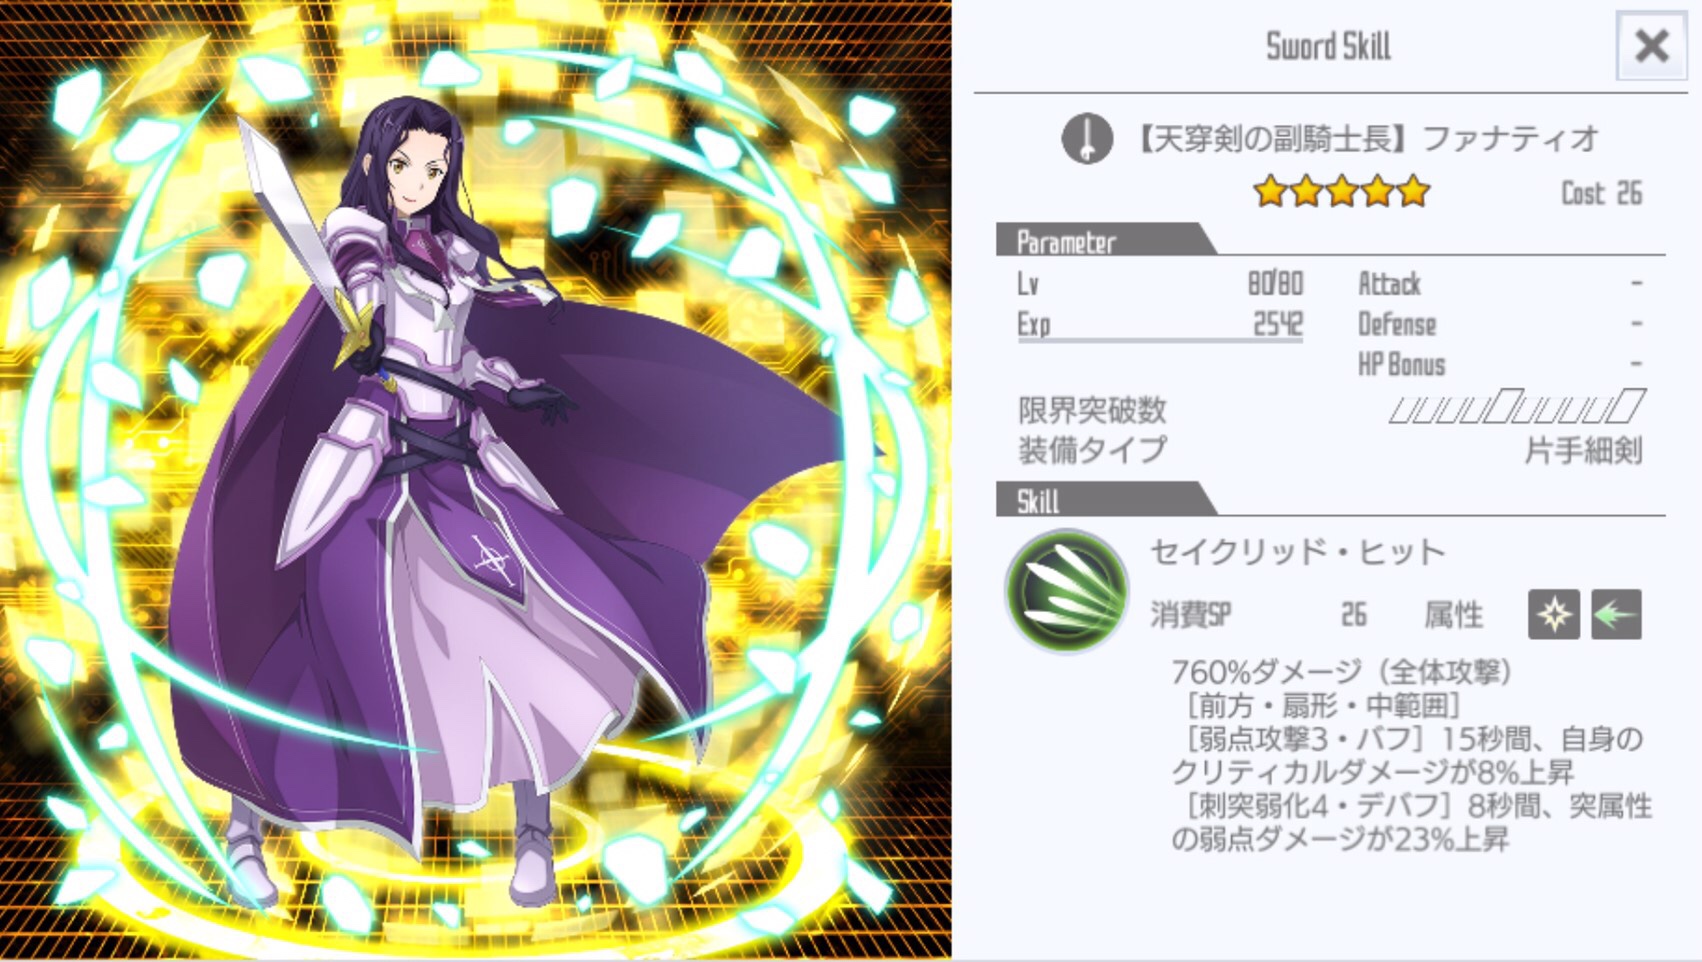 Sword Skill
【天穿剣の副騎士長】ファナティオ
Cost 26
Parameter
Lv 80/80 Attack -
Exp 2542 Defense -
HP Bonus -
限界突破数
装備タイプ 片手細剣
Skill
セイクリッド・ヒット
消費SP 26 属性
760%ダメージ（全体攻撃）
［前方・扇形・中範囲］
［弱点攻撃3・バフ］15秒間、自身の
クリティカルダメージが8%上昇
［刺突弱化4・デバフ］8秒間、突属性
の弱点ダメージが23%上昇